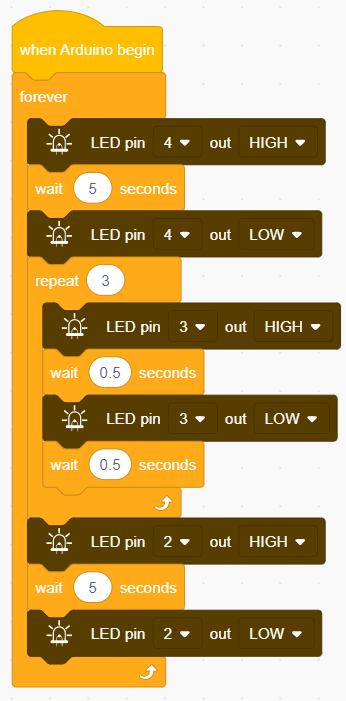 when Arduino begin
forever
LED pin 4 out HIGH
wait 5 seconds
LED pin 4 out LOW
repeat 3
LED pin 3 out HIGH
wait 0.5 seconds
LED pin 3 out LOW
wait 0.5 seconds
LED pin 2 out HIGH
wait 5 seconds
LED pin 2 out LOW